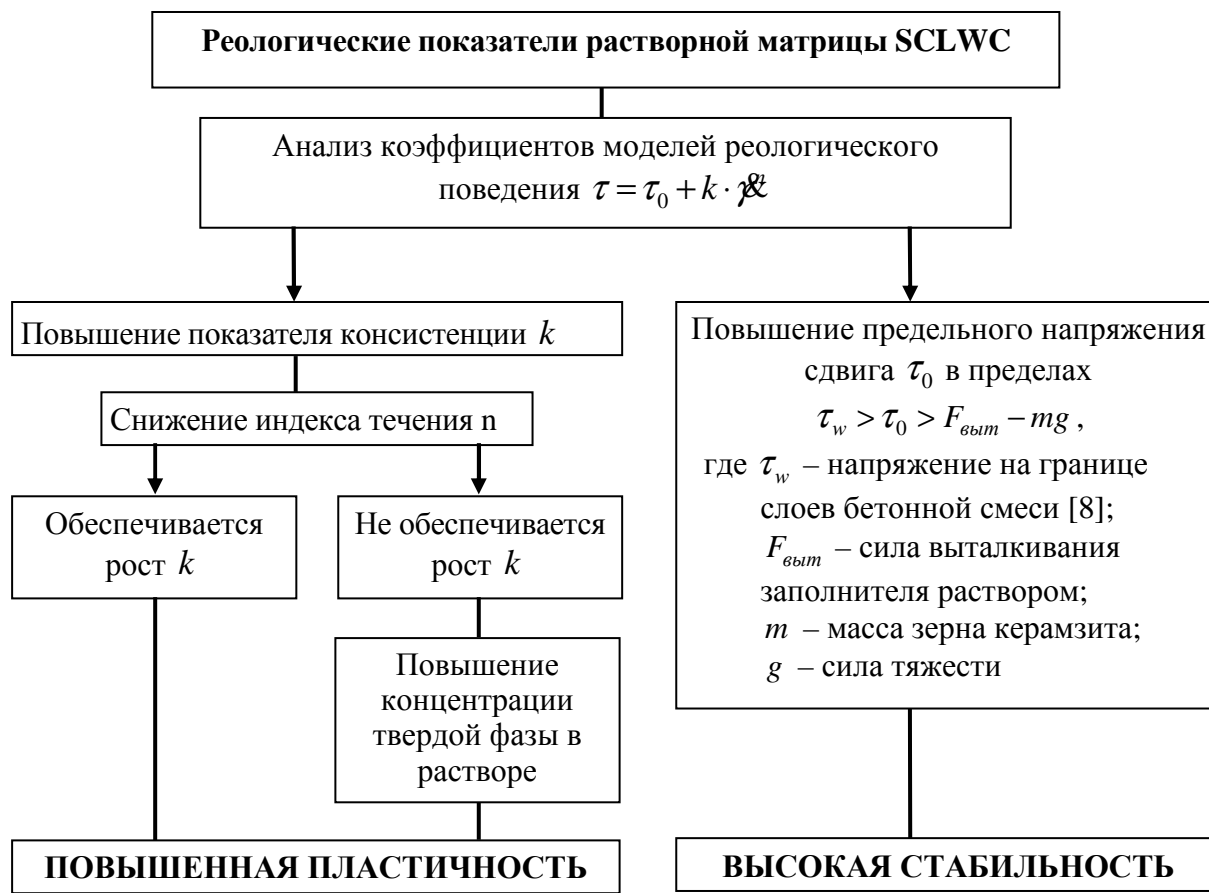 Реологические показатели растворной матрицы SCLWC
Анализ коэффициентов моделей реологического
поведения τ = τ₀ + k ·
Повышение показателя консистенции k
Снижение индекса течения n
Обеспечивается
рост k
Не обеспечивается
рост k
Повышение
концентрации
твердой фазы в
растворе
ПОВЫШЕННАЯ ПЛАСТИЧНОСТЬ
Повышение предельного напряжения
сдвига τ₀ в пределах
τw > τ₀ > Fвыт − mg ,
где τw – напряжение на границе
слоев бетонной смеси [8];
Fвыт – сила выталкивания
заполнителя раствором;
m – масса зерна керамзита;
g – сила тяжести
ВЫСОКАЯ СТАБИЛЬНОСТЬ